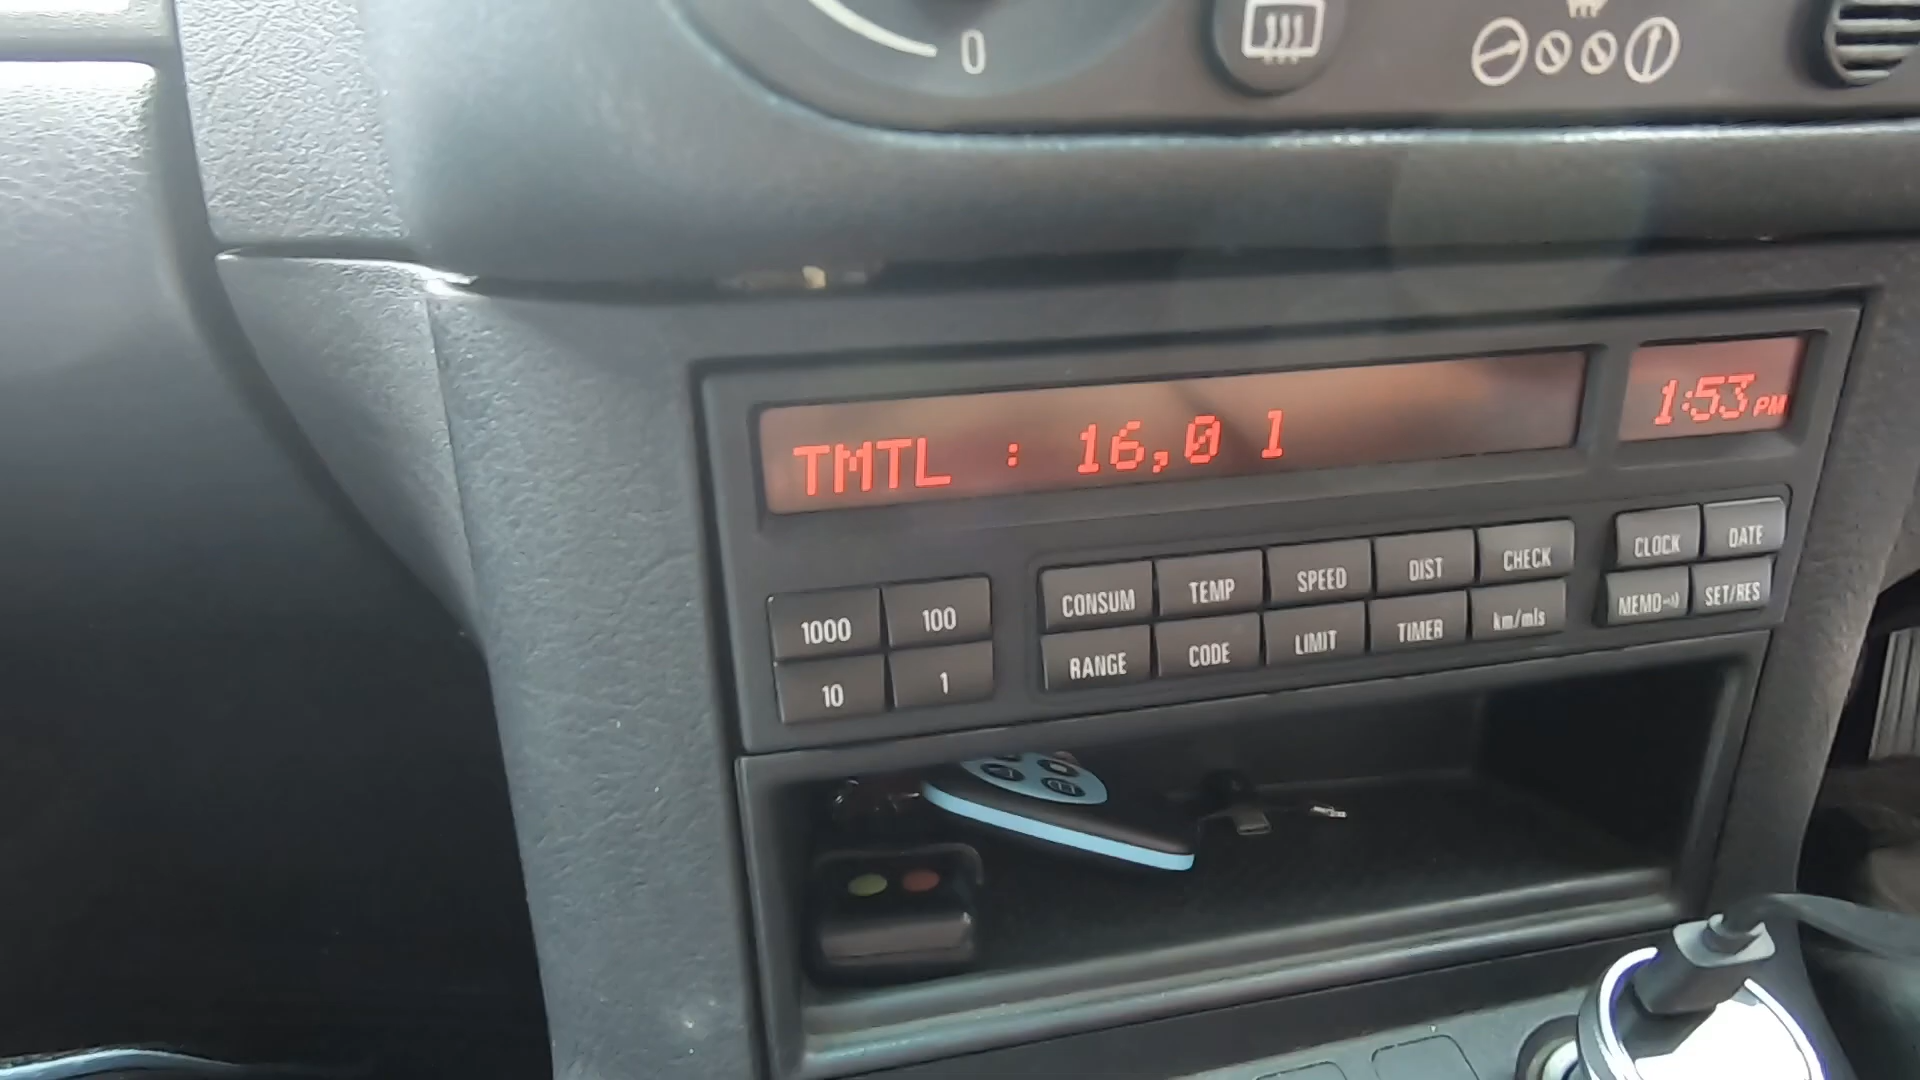 0
TMTL : 16,0 l
1:53 PM
1000 100
10 1
CONSUM TEMP SPEED DIST CHECK
RANGE CODE LIMIT TIMER km/mls
CLOCK DATE
MEMO SET/RES